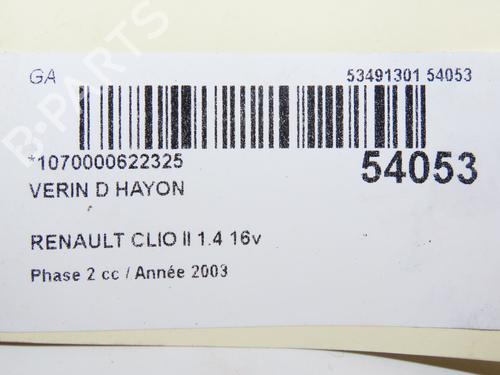 GA 53491301 54053
*1070000622325 54053
VERIN D HAYON
RENAULT CLIO II 1.4 16v
Phase 2 cc / Année 2003
B-PARTS